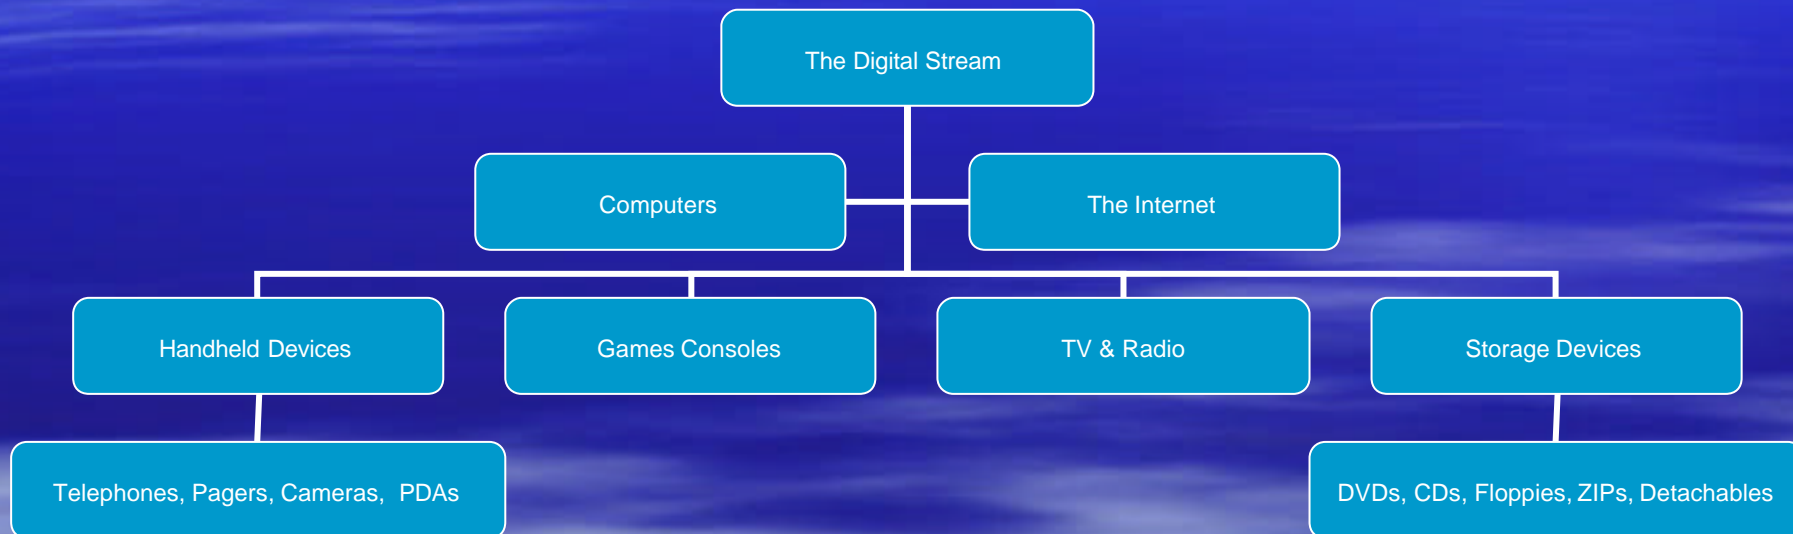 The Digital Stream
Computers
The Internet
Handheld Devices
Games Consoles
TV & Radio
Storage Devices
Telephones, Pagers, Cameras,  PDAs
DVDs, CDs, Floppies, ZIPs, Detachables